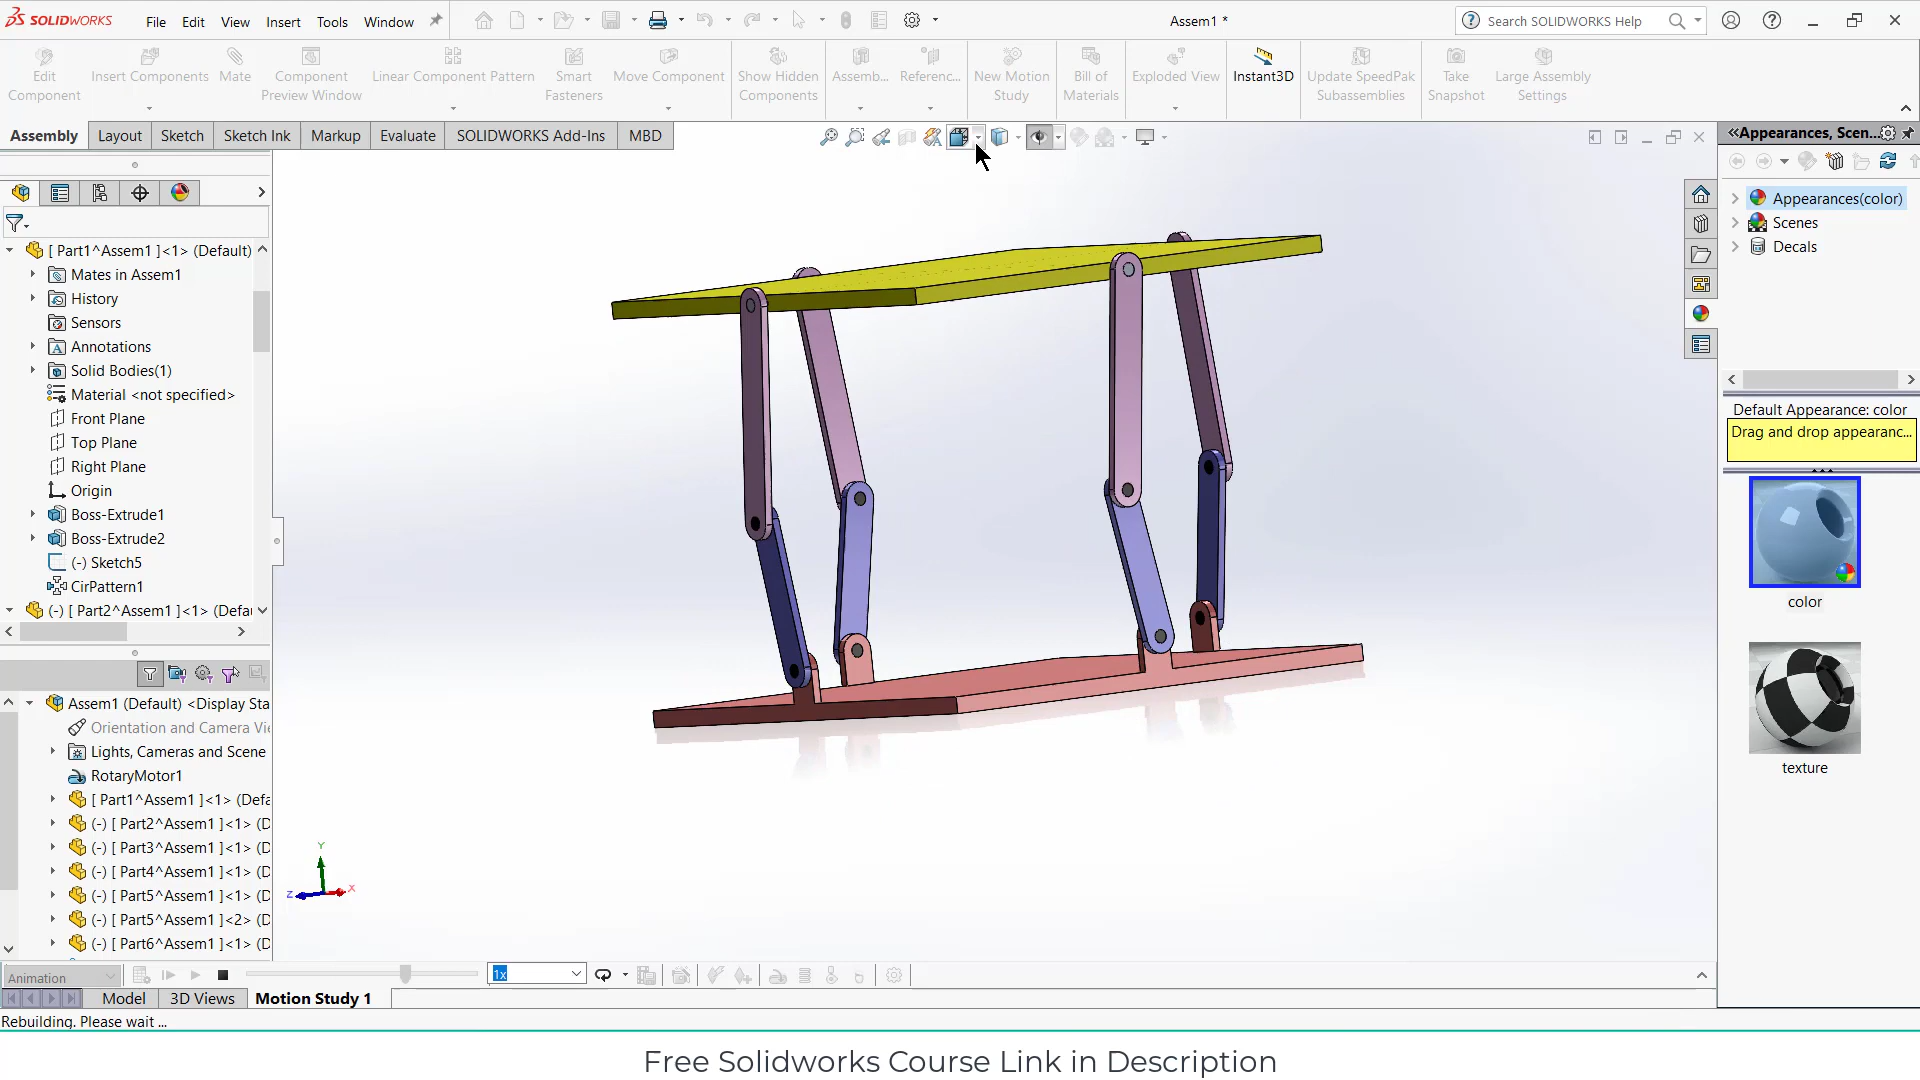 SOLIDWORKS
File Edit View Insert Tools Window
Assem1 *
Search SOLIDWORKS Help
Edit Component
Insert Components
Mate
Component Preview Window
Linear Component Pattern
Smart Fasteners
Move Component
Show Hidden Components
Assemb...
Referenc...
New Motion Study
Bill of Materials
Exploded View
Instant3D
Update SpeedPak Subassemblies
Take Snapshot
Large Assembly Settings
Assembly Layout Sketch Sketch Ink Markup Evaluate SOLIDWORKS Add-Ins MBD
[ Part1^Assem1 ]<1> (Default)
Mates in Assem1
History
Sensors
Annotations
Solid Bodies(1)
Material <not specified>
Front Plane
Top Plane
Right Plane
Origin
Boss-Extrude1
Boss-Extrude2
(-) Sketch5
CirPattern1
(-) [ Part2^Assem1 ]<1> (Defau
Assem1 (Default) <Display Sta
Orientation and Camera Vi
Lights, Cameras and Scene
RotaryMotor1
[ Part1^Assem1 ]<1> (Defa
(-) [ Part2^Assem1 ]<1> (D
(-) [ Part3^Assem1 ]<1> (D
(-) [ Part4^Assem1 ]<1> (D
(-) [ Part5^Assem1 ]<1> (D
(-) [ Part5^Assem1 ]<2> (D
(-) [ Part6^Assem1 ]<1> (D
Y
Z
X
«Appearances, Scen...
Appearances(color)
Scenes
Decals
Default Appearance: color
Drag and drop appearanc...
color
texture
Animation
1x
Model 3D Views Motion Study 1
Rebuilding. Please wait ...
Free Solidworks Course Link in Description